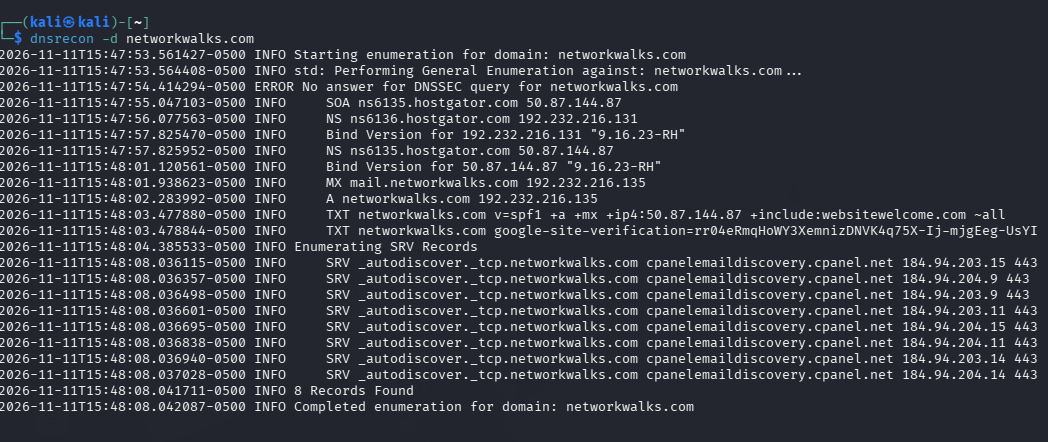 ┌──(kali㉿kali)-[~]
└─$ dnsrecon -d networkwalks.com
2026-11-11T15:47:53.561427-0500 INFO Starting enumeration for domain: networkwalks.com
2026-11-11T15:47:53.564408-0500 INFO std: Performing General Enumeration against: networkwalks.com...
2026-11-11T15:47:54.414294-0500 ERROR No answer for DNSSEC query for networkwalks.com
2026-11-11T15:47:55.047103-0500 INFO     SOA ns6135.hostgator.com 50.87.144.87
2026-11-11T15:47:56.077563-0500 INFO     NS ns6136.hostgator.com 192.232.216.131
2026-11-11T15:47:57.825470-0500 INFO     Bind Version for 192.232.216.131 "9.16.23-RH"
2026-11-11T15:47:57.825952-0500 INFO     NS ns6135.hostgator.com 50.87.144.87
2026-11-11T15:48:01.120561-0500 INFO     Bind Version for 50.87.144.87 "9.16.23-RH"
2026-11-11T15:48:01.938623-0500 INFO     MX mail.networkwalks.com 192.232.216.135
2026-11-11T15:48:02.283992-0500 INFO     A networkwalks.com 192.232.216.135
2026-11-11T15:48:03.477880-0500 INFO     TXT networkwalks.com v=spf1 +a +mx +ip4:50.87.144.87 +include:websitewelcome.com ~all
2026-11-11T15:48:03.478844-0500 INFO     TXT networkwalks.com google-site-verification=rr04eRmqHoWY3XemnizDNVK4q75X-Ij-mjgEeg-UsYI
2026-11-11T15:48:04.385533-0500 INFO Enumerating SRV Records
2026-11-11T15:48:08.036115-0500 INFO     SRV _autodiscover._tcp.networkwalks.com cpanelemaildiscovery.cpanel.net 184.94.203.15 443
2026-11-11T15:48:08.036357-0500 INFO     SRV _autodiscover._tcp.networkwalks.com cpanelemaildiscovery.cpanel.net 184.94.204.9 443
2026-11-11T15:48:08.036498-0500 INFO     SRV _autodiscover._tcp.networkwalks.com cpanelemaildiscovery.cpanel.net 184.94.203.9 443
2026-11-11T15:48:08.036601-0500 INFO     SRV _autodiscover._tcp.networkwalks.com cpanelemaildiscovery.cpanel.net 184.94.203.11 443
2026-11-11T15:48:08.036695-0500 INFO     SRV _autodiscover._tcp.networkwalks.com cpanelemaildiscovery.cpanel.net 184.94.204.15 443
2026-11-11T15:48:08.036838-0500 INFO     SRV _autodiscover._tcp.networkwalks.com cpanelemaildiscovery.cpanel.net 184.94.204.11 443
2026-11-11T15:48:08.036940-0500 INFO     SRV _autodiscover._tcp.networkwalks.com cpanelemaildiscovery.cpanel.net 184.94.203.14 443
2026-11-11T15:48:08.037028-0500 INFO     SRV _autodiscover._tcp.networkwalks.com cpanelemaildiscovery.cpanel.net 184.94.204.14 443
2026-11-11T15:48:08.041711-0500 INFO 8 Records Found
2026-11-11T15:48:08.042087-0500 INFO Completed enumeration for domain: networkwalks.com